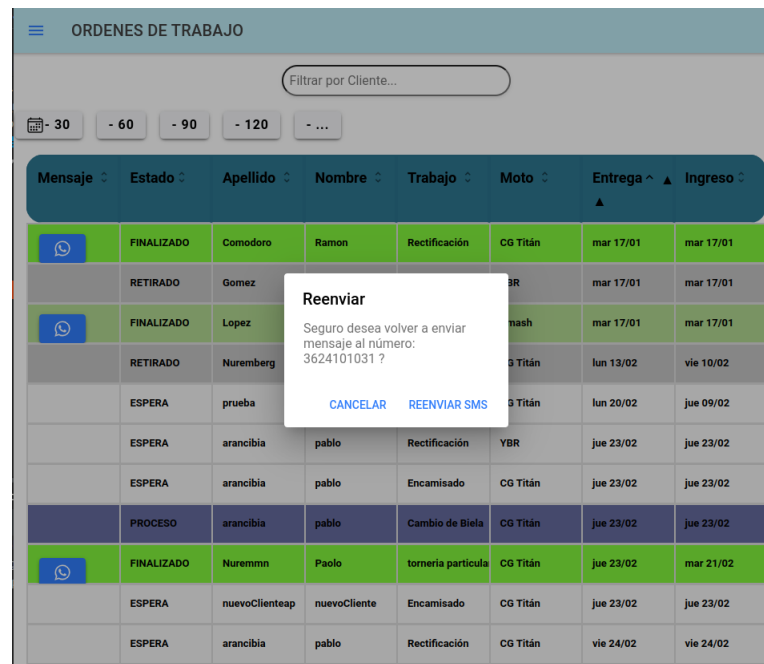 ORDENES DE TRABAJO
Filtrar por Cliente...
- 30 - 60 - 90 - 120 - ...
Mensaje Estado Apellido Nombre Trabajo Moto Entrega Ingreso
FINALIZADO Comodoro Ramon Rectificación CG Titán mar 17/01 mar 17/01
RETIRADO Gomez BR mar 17/01 mar 17/01
FINALIZADO Lopez mash mar 17/01 mar 17/01
RETIRADO Nuremberg G Titán lun 13/02 vie 10/02
ESPERA prueba G Titán lun 20/02 jue 09/02
Reenviar
Seguro desea volver a enviar
mensaje al número:
3624101031 ?
CANCELAR REENVIAR SMS
ESPERA arancibia pablo Rectificación YBR jue 23/02 jue 23/02
ESPERA arancibia pablo Encamisado CG Titán jue 23/02 jue 23/02
PROCESO arancibia pablo Cambio de Biela CG Titán jue 23/02 jue 23/02
FINALIZADO Nuremmn Paolo torneria particula CG Titán jue 23/02 mar 21/02
ESPERA nuevoClienteap nuevoCliente Encamisado CG Titán jue 23/02 jue 23/02
ESPERA arancibia pablo Rectificación CG Titán vie 24/02 vie 24/02